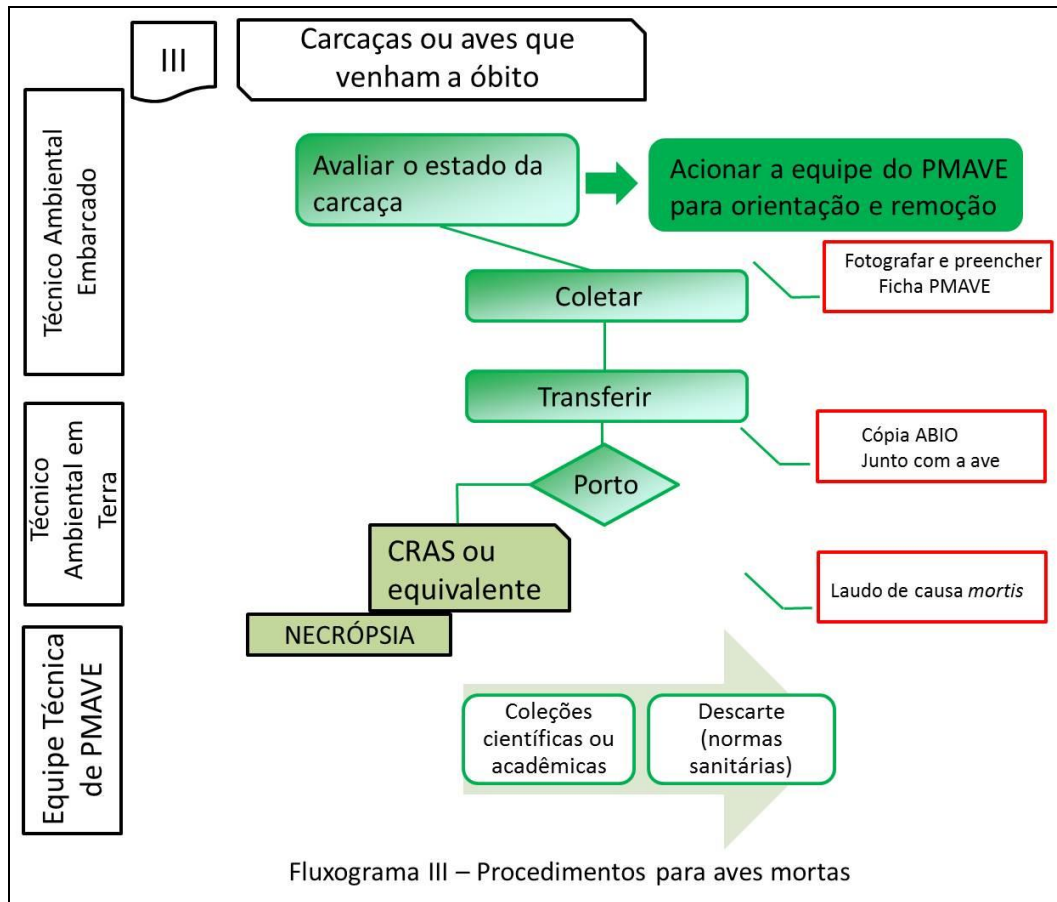 III
Carcaças ou aves que
venham a óbito
Técnico Ambiental
Embarcado
Avaliar o estado da
carcaça
Acionar a equipe do PMAVE
para orientação e remoção
Fotografar e preencher
Ficha PMAVE
Coletar
Transferir
Técnico
Ambiental em
Terra
Cópia ABIO
Junto com a ave
Porto
CRAS ou
equivalente
Laudo de causa mortis
NECRÓPSIA
Equipe Técnica
de PMAVE
Coleções
científicas ou
acadêmicas
Descarte
(normas
sanitárias)
Fluxograma III – Procedimentos para aves mortas